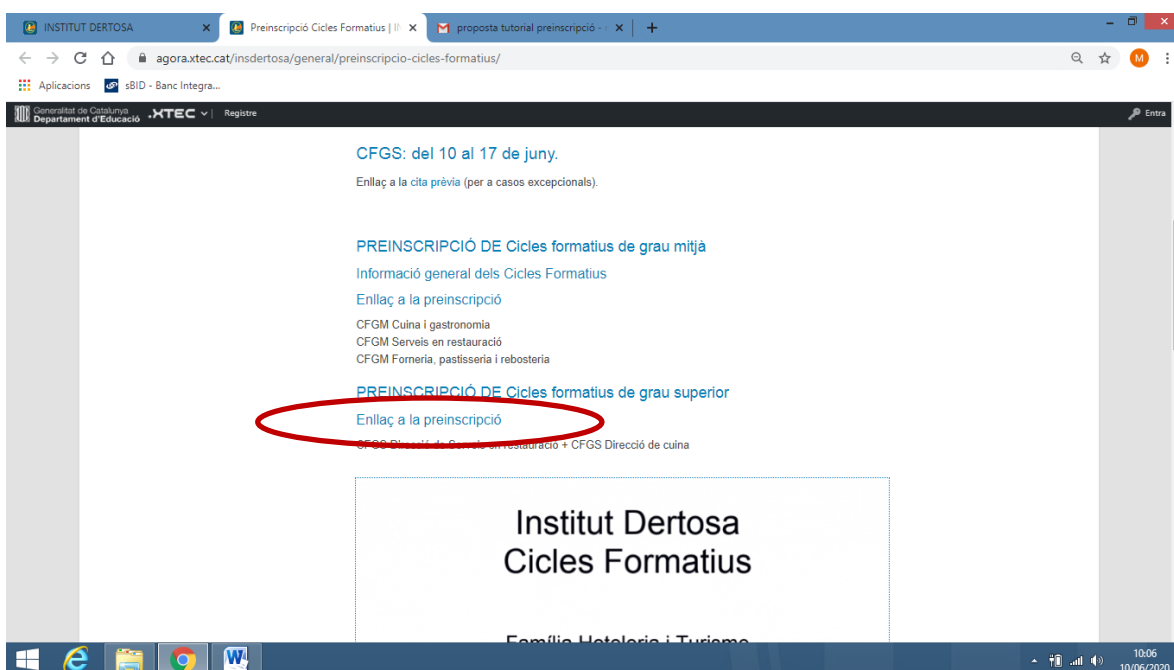 INSTITUT DERTOSA
Preinscripció Cicles Formatius | I
proposta tutorial preinscripció -
agora.xtec.cat/insdertosa/general/preinscripcio-cicles-formatius/
M
Aplicacions
sBID - Banc Integra...
Generalitat de Catalunya
Departament d'Educació
XTEC
Registre
Entra
CFGS: del 10 al 17 de juny.
Enllaç a la cita prèvia (per a casos excepcionals).
PREINSCRIPCIÓ DE Cicles formatius de grau mitjà
Informació general dels Cicles Formatius
Enllaç a la preinscripció
CFGM Cuina i gastronomia
CFGM Serveis en restauració
CFGM Forneria, pastisseria i rebosteria
PREINSCRIPCIÓ DE Cicles formatius de grau superior
Enllaç a la preinscripció
CFGS Direcció de Serveis en restauració + CFGS Direcció de cuina
Institut Dertosa
Cicles Formatius
Família Hoteleria i Turisme
10:06
10/06/2020